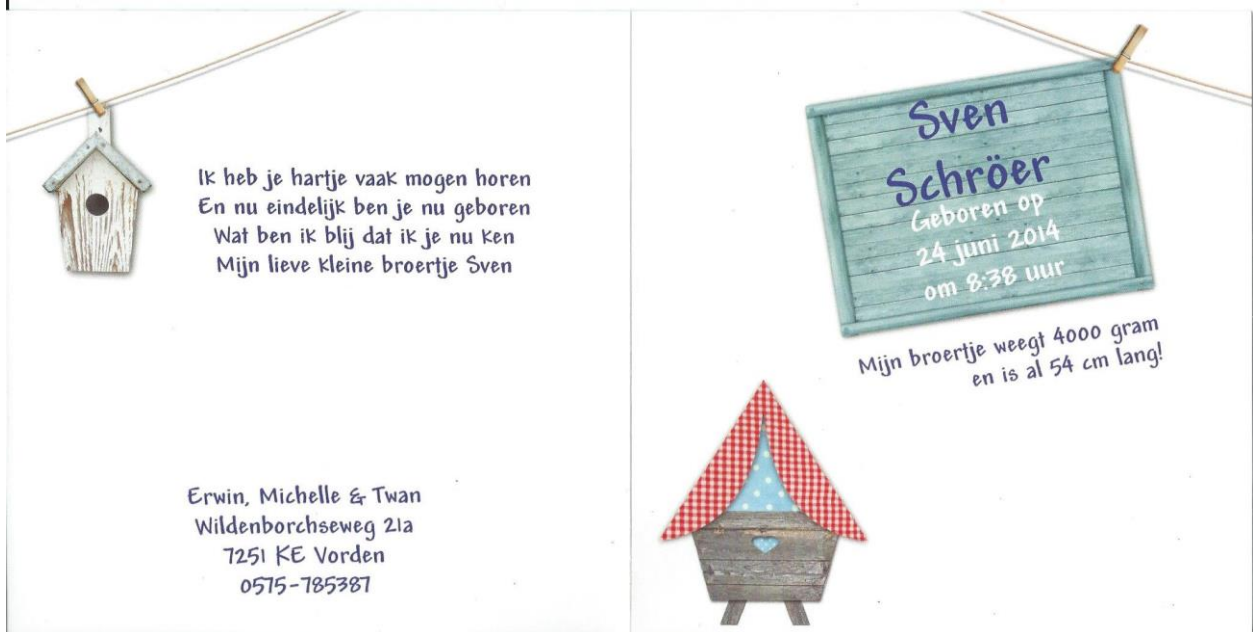 Ik heb je hartje vaak mogen horen
En nu eindelijk ben je nu geboren
Wat ben ik blij dat ik je nu ken
Mijn lieve kleine broertje Sven
Erwin, Michelle & Twan
Wildenborchseweg 21a
7251 KE Vorden
0575-785387
Sven
Schröer
Geboren op
24 juni 2014
om 8:38 uur
Mijn broertje weegt 4000 gram
en is al 54 cm lang!